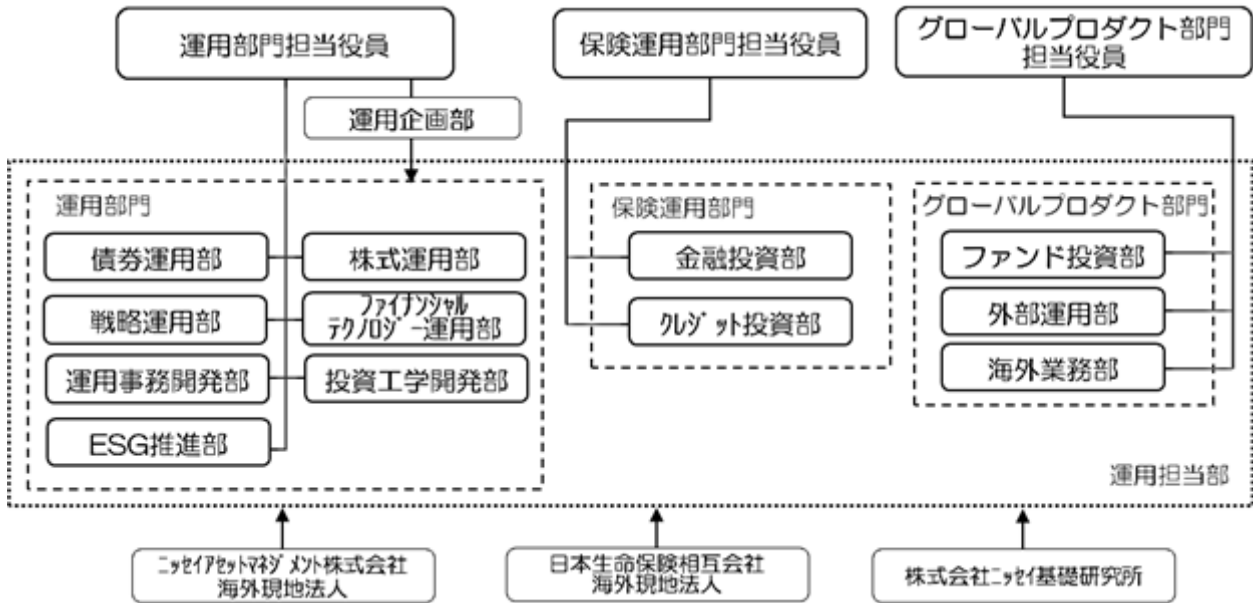 運用部門担当役員
保険運用部門担当役員
グローバルプロダクト部門
担当役員
運用企画部
運用部門
債券運用部
株式運用部
戦略運用部
ファイナンシャル
テクノロジー運用部
運用事務開発部
投資工学開発部
ESG推進部
保険運用部門
金融投資部
クレジット投資部
グローバルプロダクト部門
ファンド投資部
外部運用部
海外業務部
運用担当部
ニッセイアセットマネジメント株式会社
海外現地法人
日本生命保険相互会社
海外現地法人
株式会社ニッセイ基礎研究所